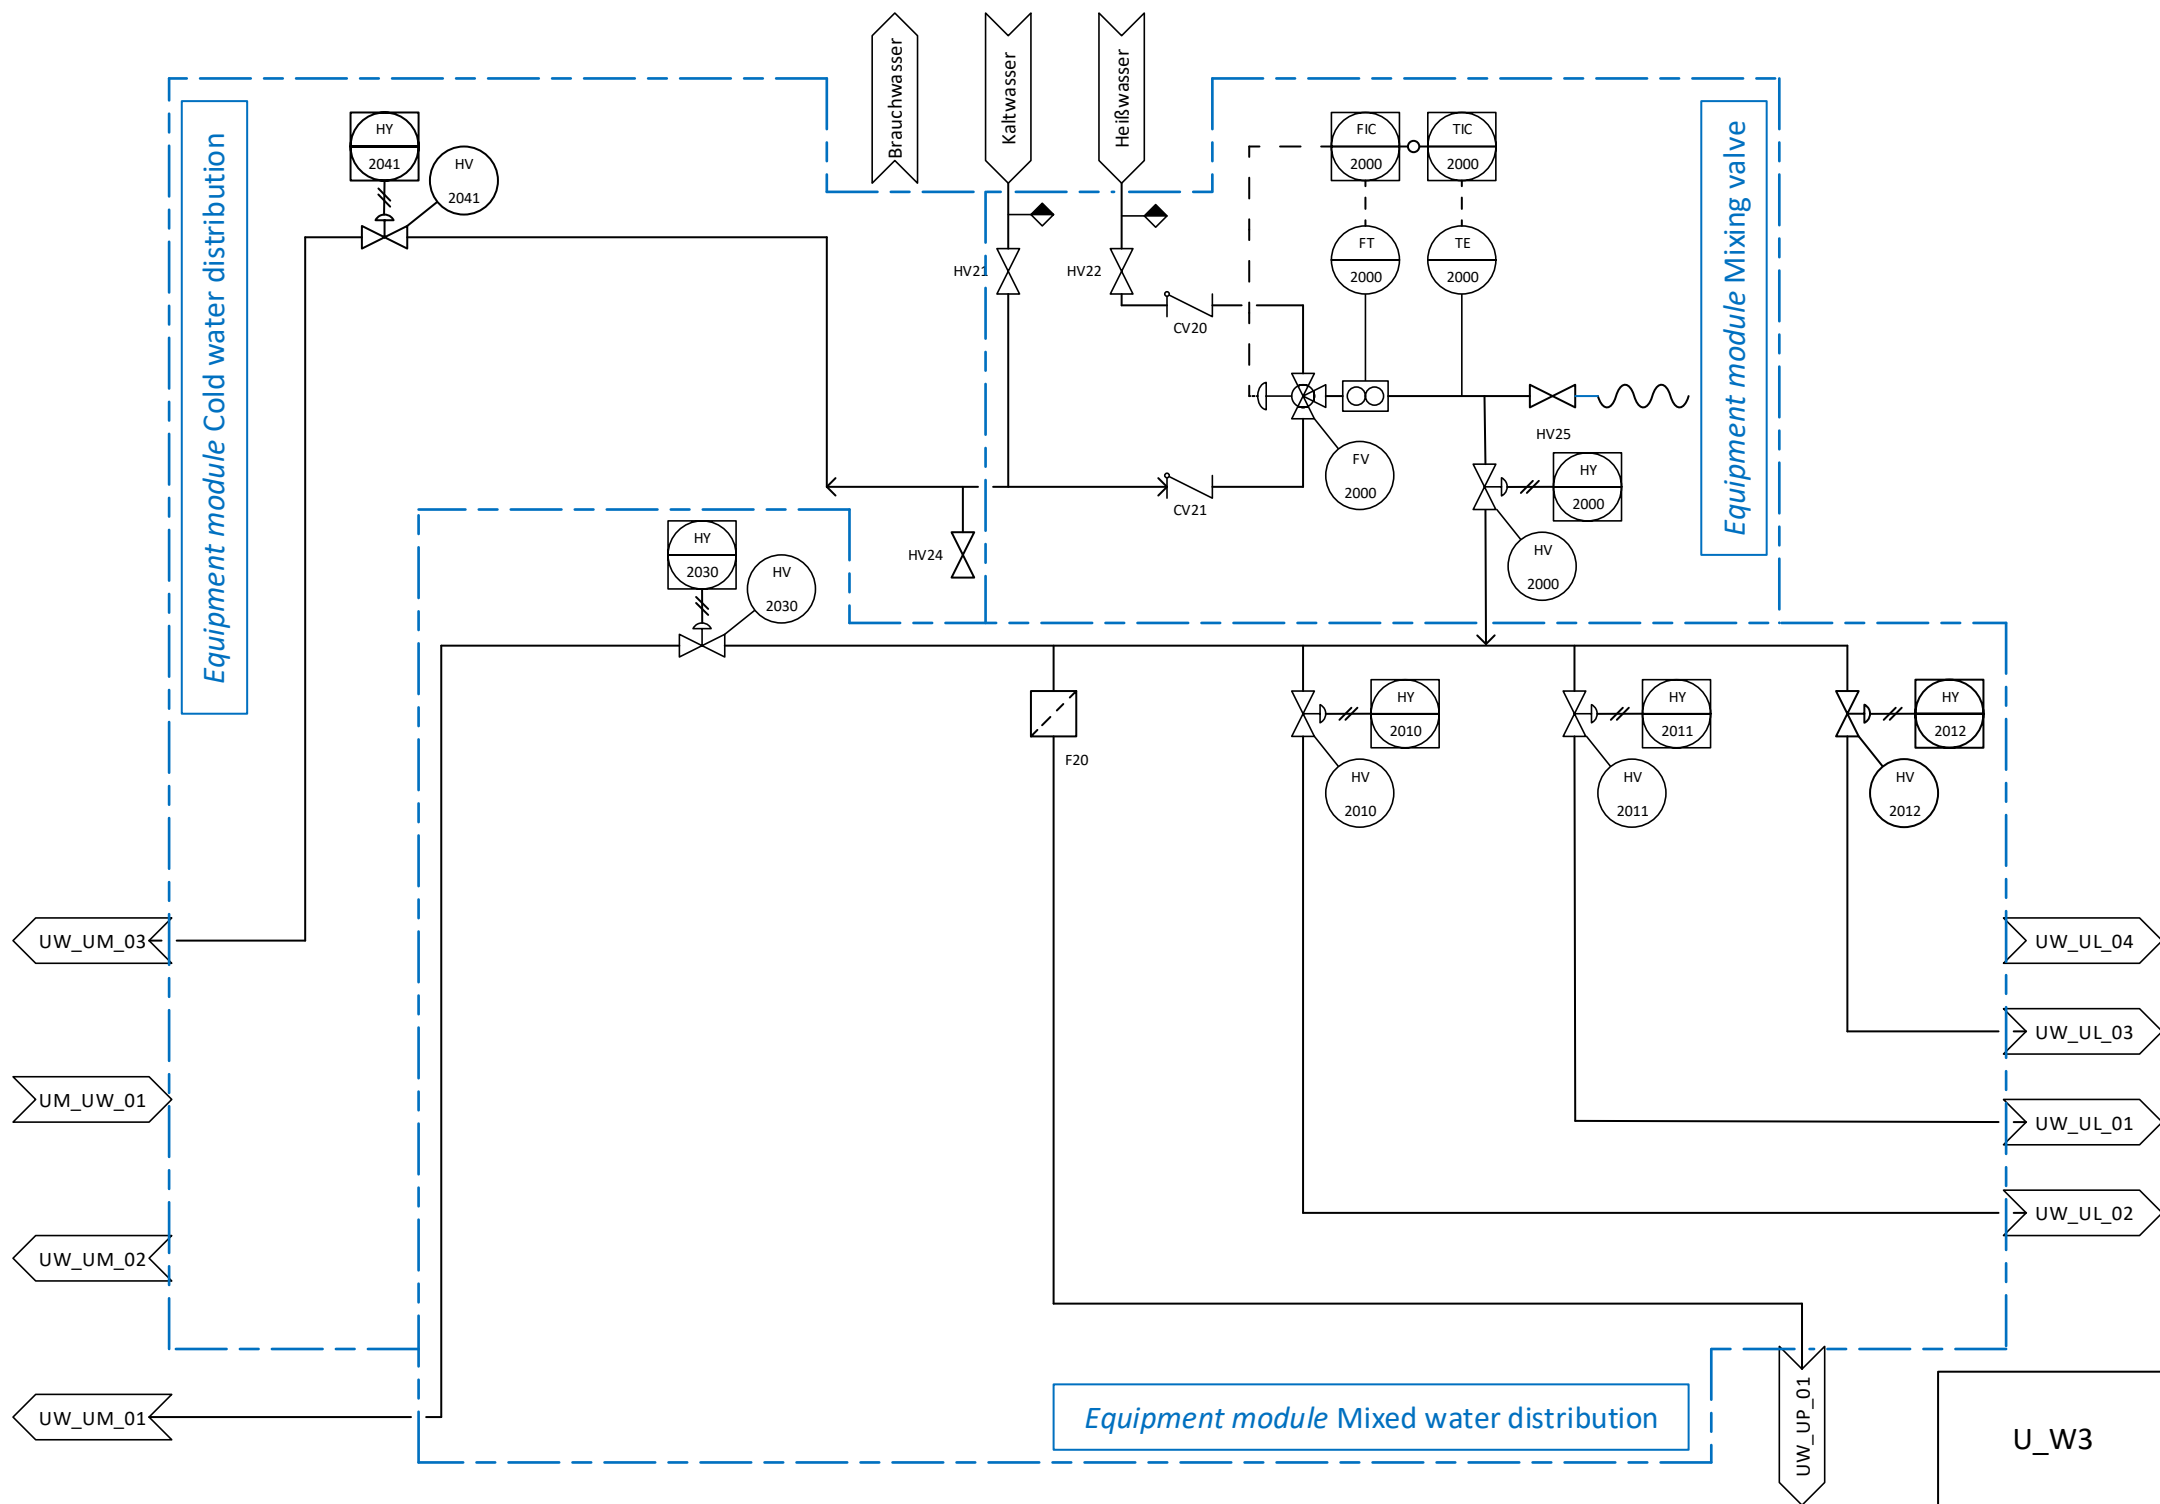 Brauchwasser
Kaltwasser
Heißwasser
Equipment module Cold water distribution
HY
2041
HV
2041
FIC
2000
TIC
2000
Equipment module Mixing valve
FT
2000
TE
2000
HV21
HV22
CV20
HV25
FV
2000
HY
2000
CV21
HV24
HV
2000
HY
2030
HV
2030
HY
2010
HY
2011
HY
2012
F20
HV
2010
HV
2011
HV
2012
UW_UM_03
UW_UL_04
UW_UL_03
UM_UW_01
UW_UL_01
UW_UL_02
UW_UM_02
UW_UM_01
Equipment module Mixed water distribution
UW_UP_01
U_W3